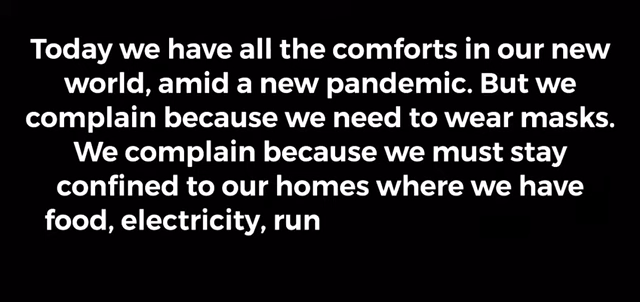 Today we have all the comforts in our new
world, amid a new pandemic. But we
complain because we need to wear masks.
We complain because we must stay
confined to our homes where we have
food, electricity, run